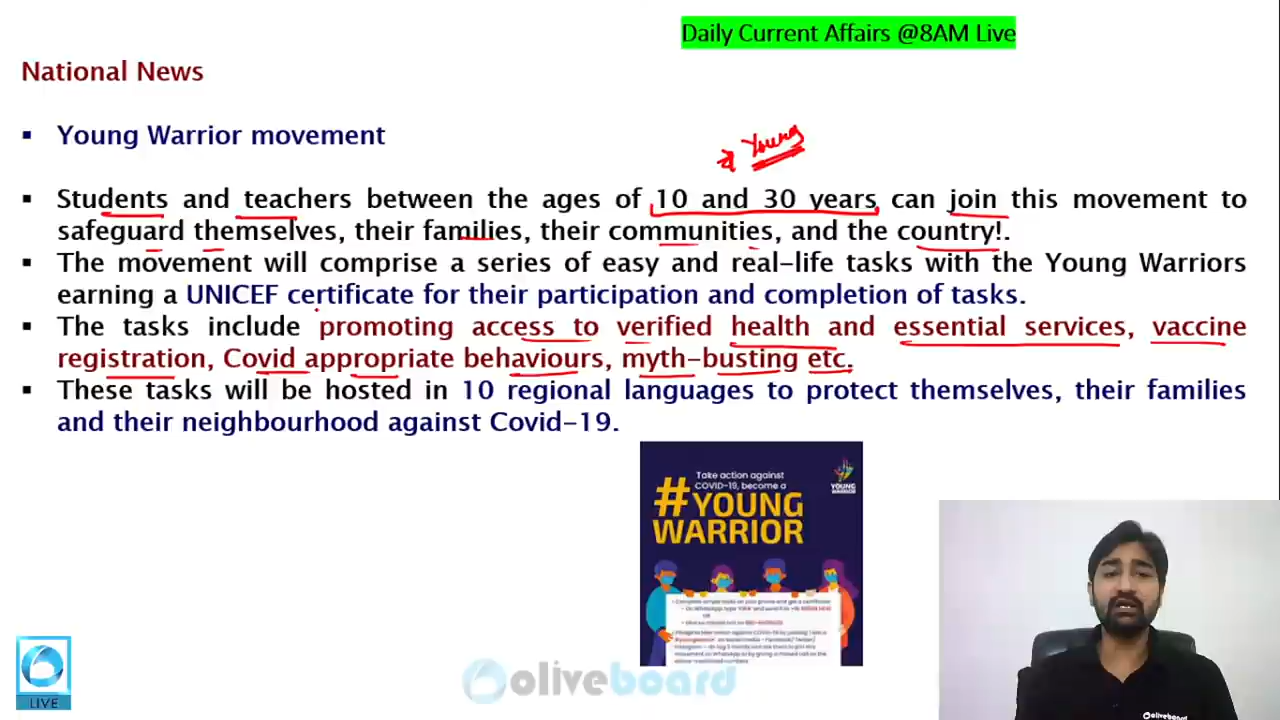 Daily Current Affairs @8AM Live
National News
▪ Young Warrior movement
Young
▪ Students and teachers between the ages of 10 and 30 years can join this movement to
safeguard themselves, their families, their communities, and the country!.
▪ The movement will comprise a series of easy and real-life tasks with the Young Warriors
earning a UNICEF certificate for their participation and completion of tasks.
▪ The tasks include promoting access to verified health and essential services, vaccine
registration, Covid appropriate behaviours, myth-busting etc.
▪ These tasks will be hosted in 10 regional languages to protect themselves, their families
and their neighbourhood against Covid-19.
Take action against
COVID-19, become a
#YOUNG
WARRIOR
YOUNG
WARRIOR
LIVE
oliveboard
oliveboard